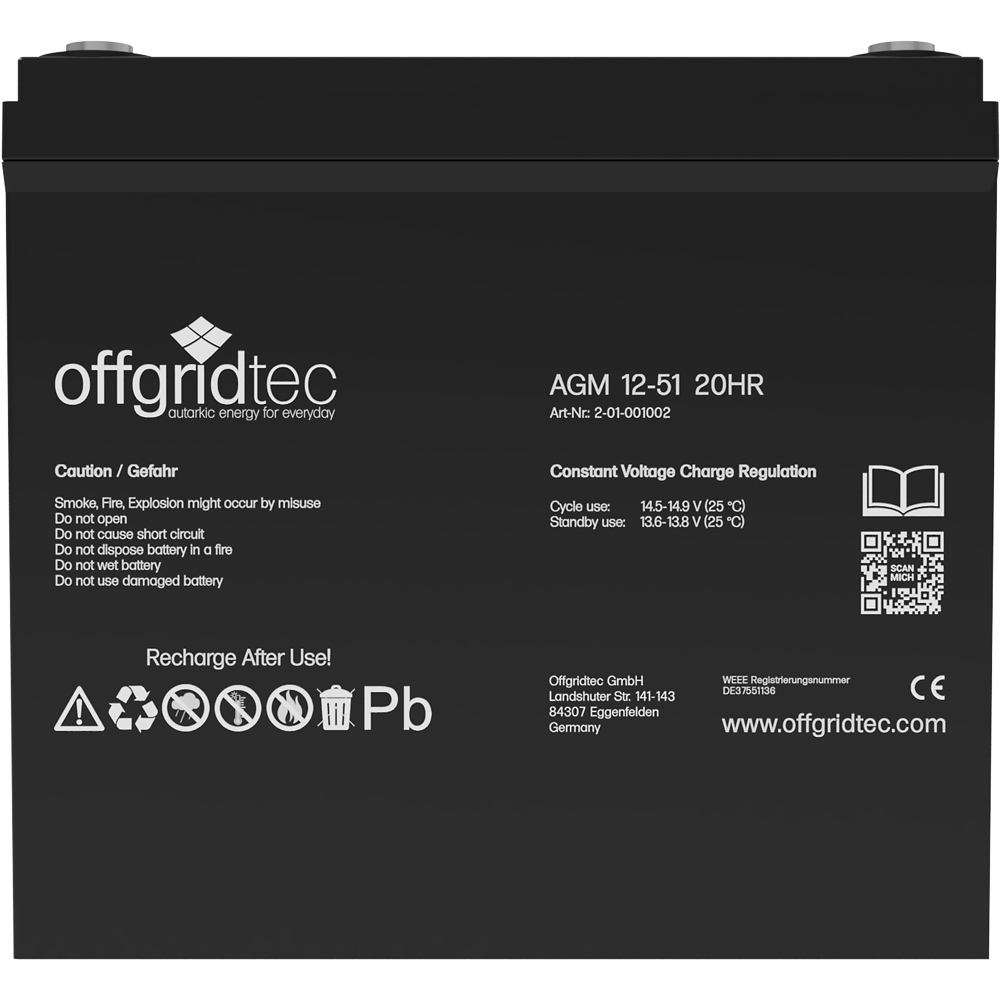 offgridtec
autarkic energy for everyday
AGM 12-51 20HR
Art-Nr.: 2-01-001002
Caution / Gefahr
Smoke, Fire, Explosion might occur by misuse
Do not open
Do not cause short circuit
Do not dispose battery in a fire
Do not wet battery
Do not use damaged battery
Constant Voltage Charge Regulation
Cycle use: 14.5-14.9 V (25 °C)
Standby use: 13.6-13.8 V (25 °C)
SCAN
MICH
Recharge After Use!
Pb
Offgridtec GmbH
Landshuter Str. 141-143
84307 Eggenfelden
Germany
WEEE Registrierungsnummer
DE37551136
CE
www.offgridtec.com